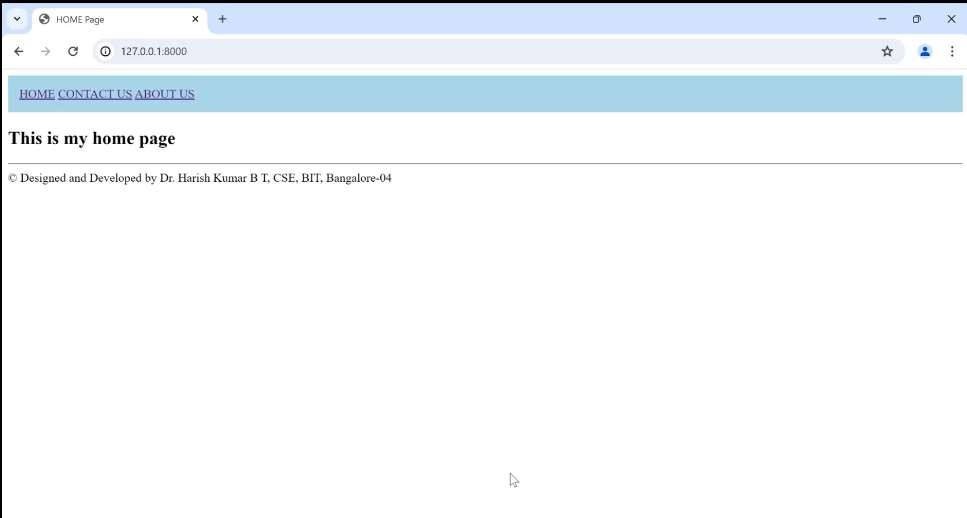 HOME Page
127.0.0.1:8000
HOME CONTACT US ABOUT US
This is my home page
© Designed and Developed by Dr. Harish Kumar B T, CSE, BIT, Bangalore-04